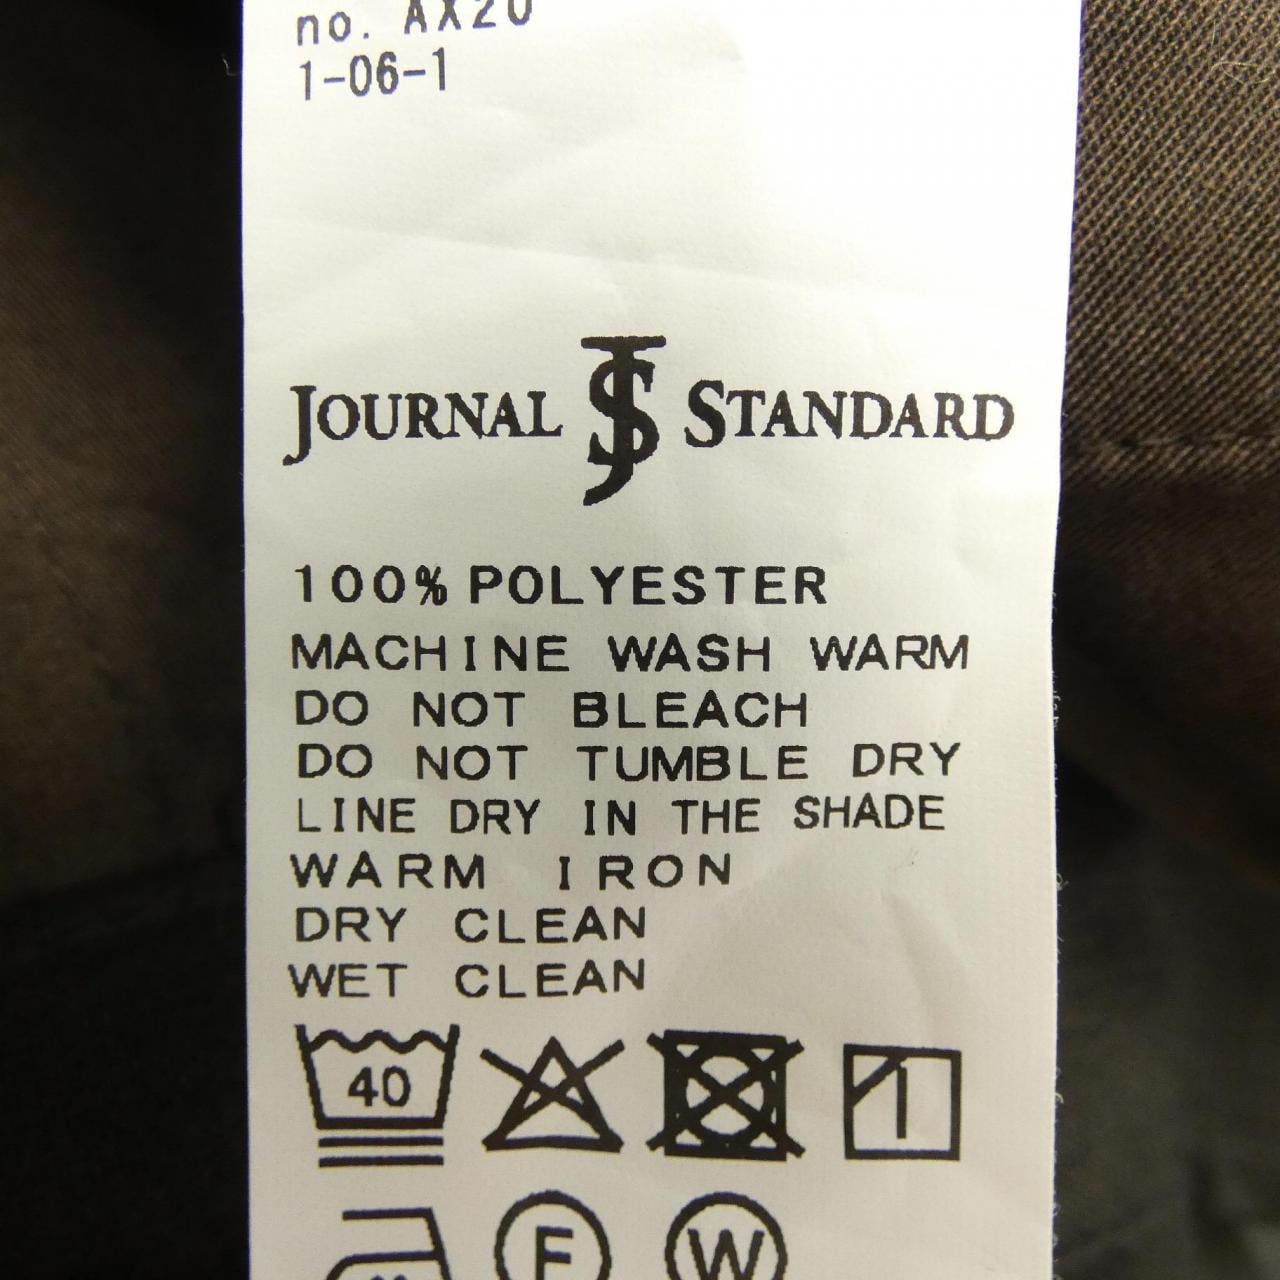 no. AX20
1-06-1
JOURNAL JS STANDARD
100% POLYESTER
MACHINE WASH WARM
DO NOT BLEACH
DO NOT TUMBLE DRY
LINE DRY IN THE SHADE
WARM IRON
DRY CLEAN
WET CLEAN
40
F W